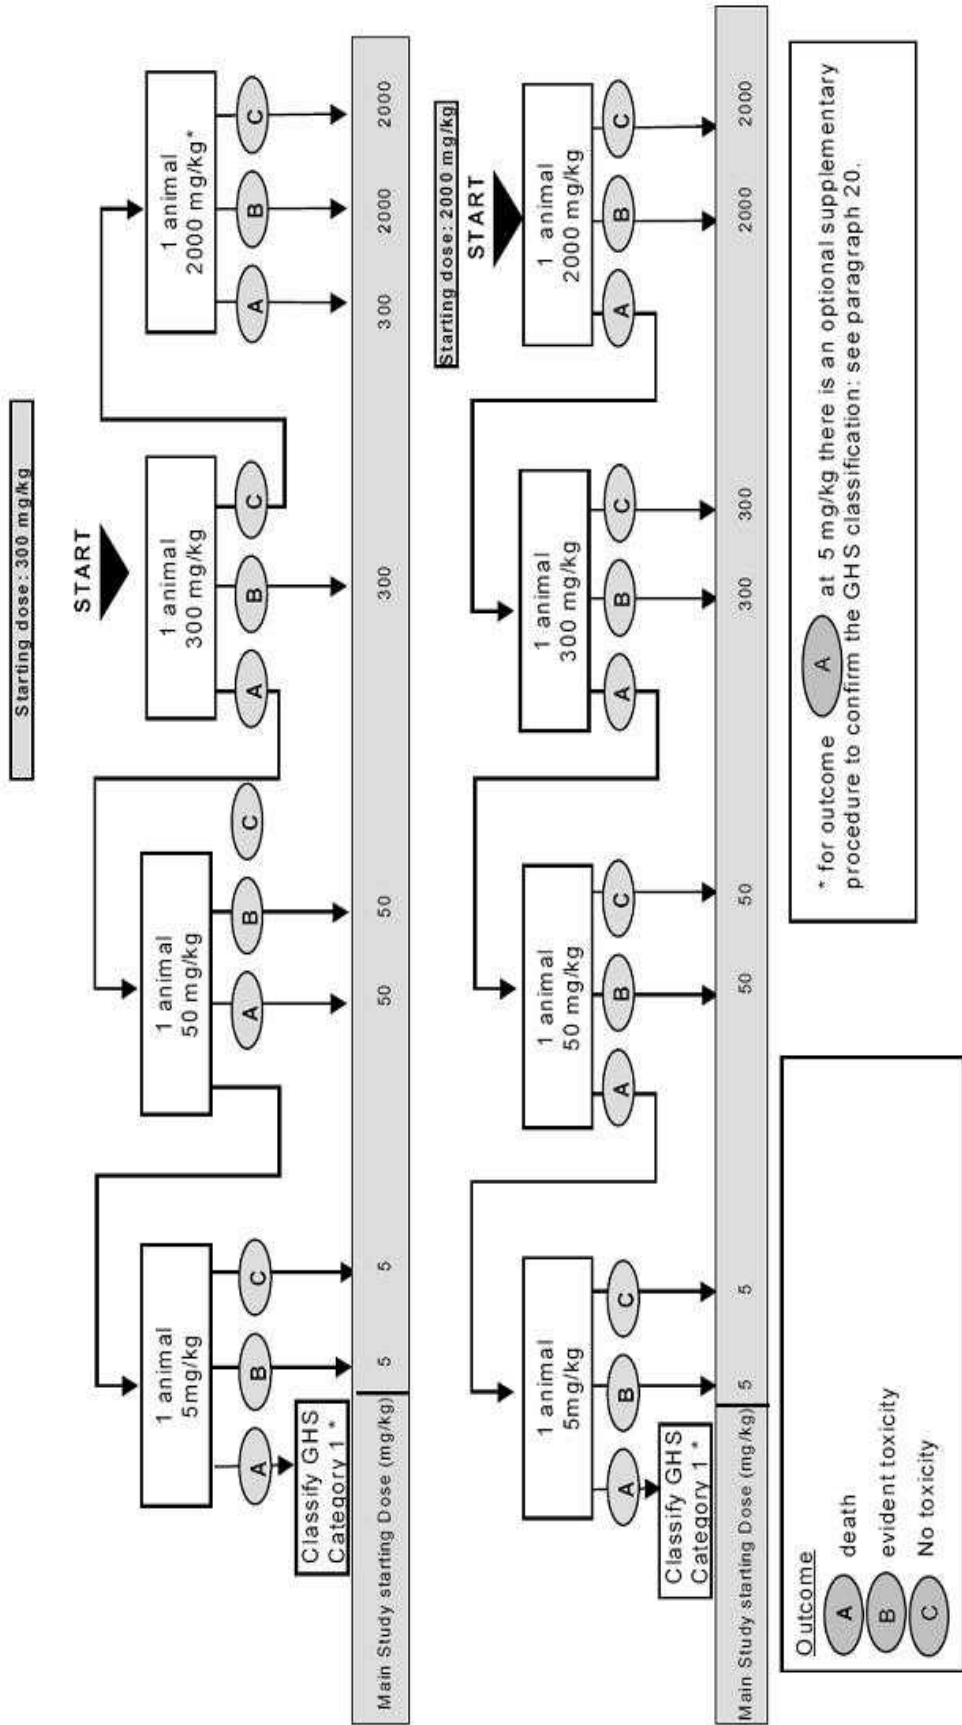 Starting dose: 300 mg/kg
START
1 animal
5mg/kg
1 animal
50 mg/kg
1 animal
300 mg/kg
1 animal
2000 mg/kg*
A
B
C
A
B
C
A
B
C
A
B
C
Classify GHS
Category 1 *
Main Study starting Dose (mg/kg)
5
5
50
50
300
300
2000
2000
Starting dose: 2000 mg/kg
START
1 animal
5mg/kg
1 animal
50 mg/kg
1 animal
300 mg/kg
1 animal
2000 mg/kg
A
B
C
A
B
C
A
B
C
A
B
C
Classify GHS
Category 1 *
Main Study starting Dose (mg/kg)
5
5
50
50
300
300
2000
2000
Outcome
A death
B evident toxicity
C No toxicity
* for outcome A at 5 mg/kg there is an optional supplementary
procedure to confirm the GHS classification: see paragraph 20.